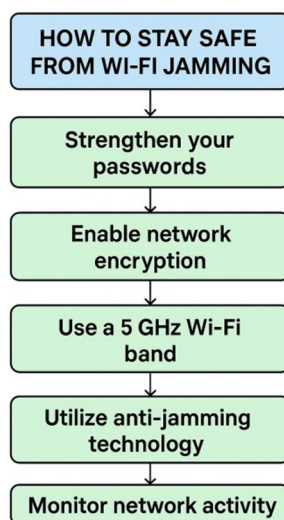 HOW TO STAY SAFE
FROM WI-FI JAMMING
Strengthen your
passwords
Enable network
encryption
Use a 5 GHz Wi-Fi
band
Utilize anti-jamming
technology
Monitor network activity